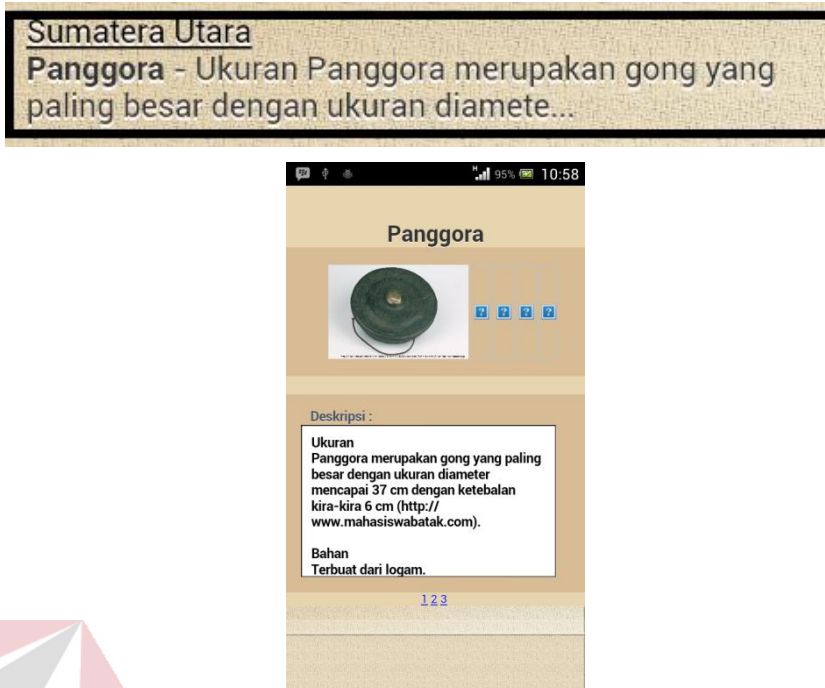 Sumatera Utara
Panggora - Ukuran Panggora merupakan gong yang
paling besar dengan ukuran diamete...
H 95% 10:58
Panggora
Deskripsi :
Ukuran
Panggora merupakan gong yang paling
besar dengan ukuran diameter
mencapai 37 cm dengan ketebalan
kira-kira 6 cm (http://
www.mahasiswabatak.com).
Bahan
Terbuat dari logam.
1 2 3